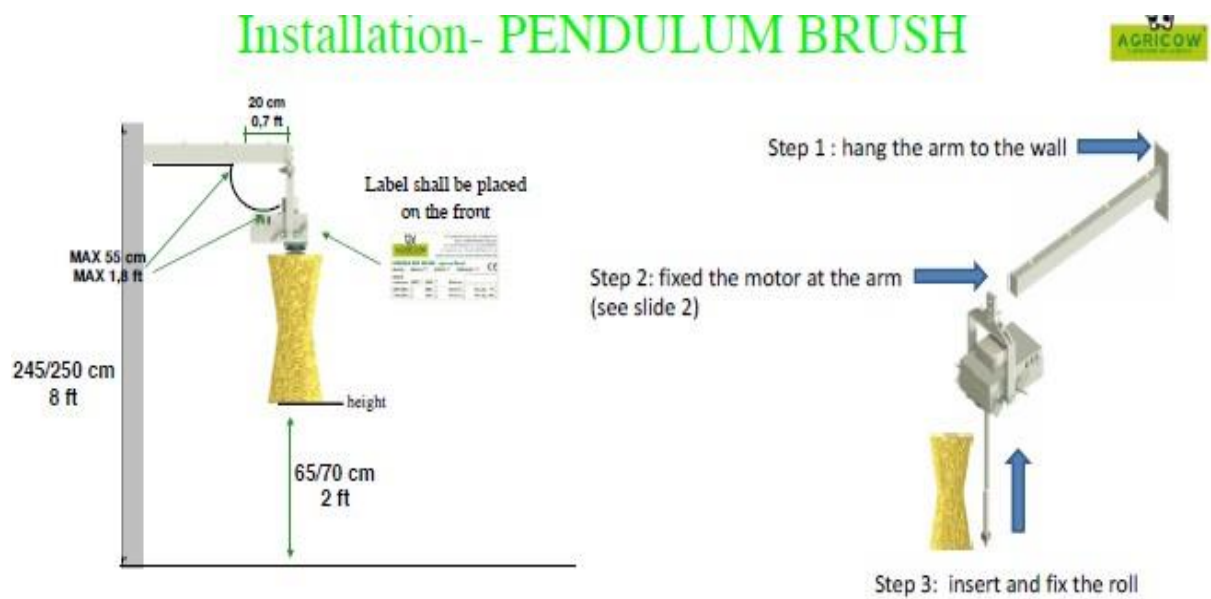 Installation- PENDULUM BRUSH
AGRICOW
20 cm
0,7 ft
Label shall be placed
on the front
AGRICOW
CE
MAX 55 cm
MAX 1,8 ft
245/250 cm
8 ft
height
65/70 cm
2 ft
Step 1 : hang the arm to the wall
Step 2: fixed the motor at the arm
(see slide 2)
Step 3: insert and fix the roll